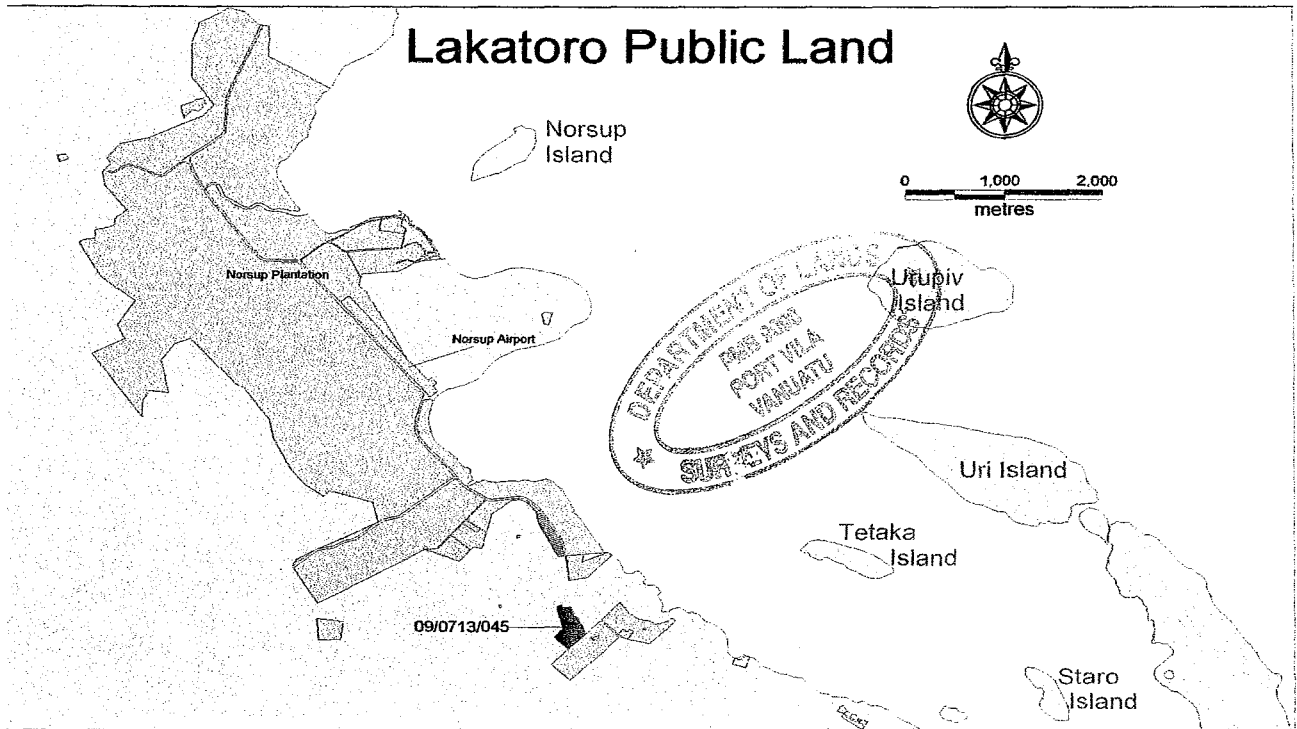 Lakatoro Public Land
Norsup
Island
0 1,000 2,000
metres
Urupiv
Island
Norsup Plantation
DEPARTMENT OF LANDS
PORT VILA
VANUATU
SURVEYS AND RECORDS
Norsup Airport
Uri Island
Tetaka
Island
09/0713/045
Staro
Island